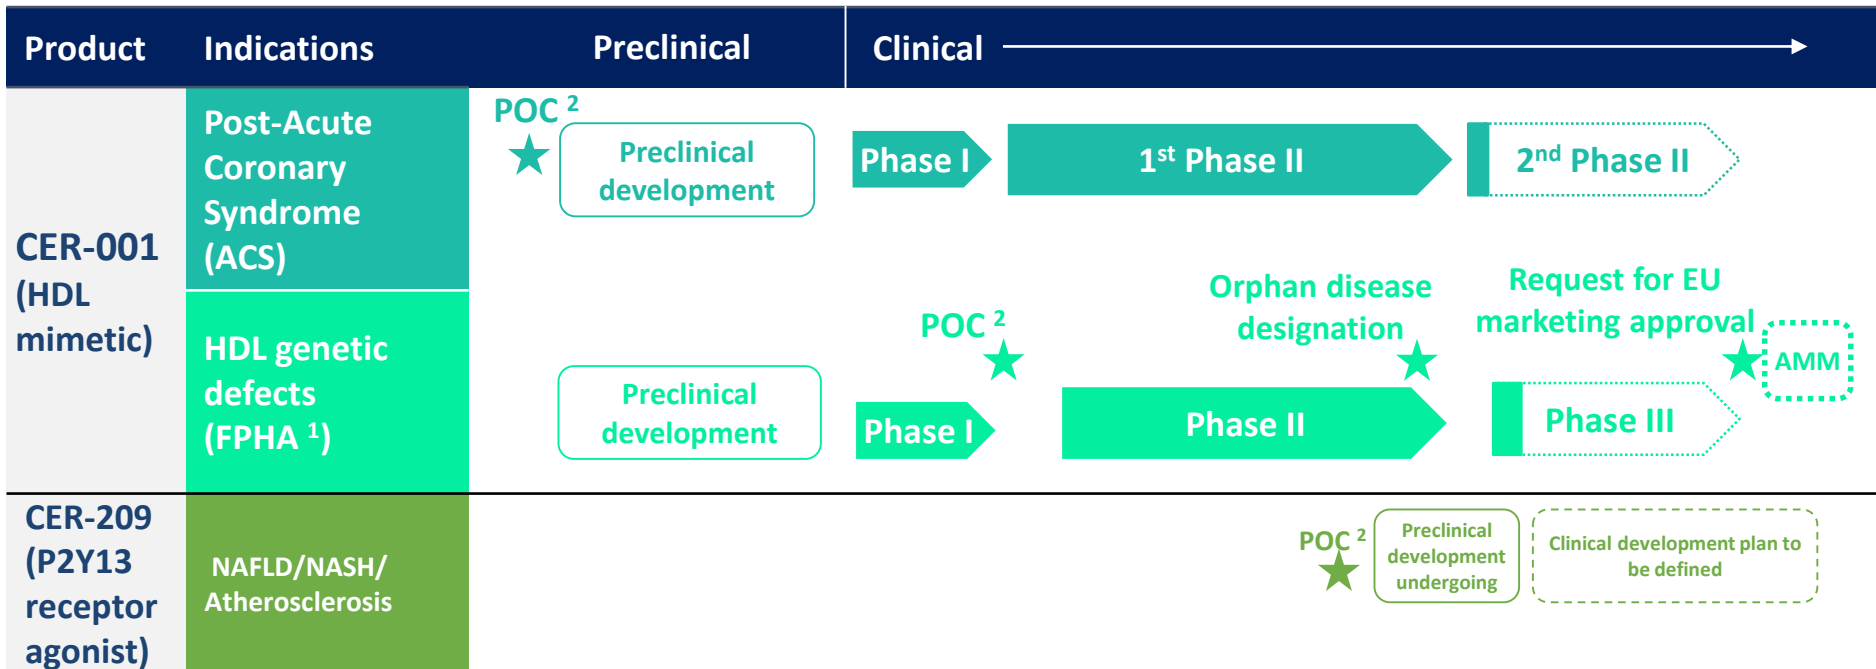 Product
Indications
Preclinical
Clinical
CER-001
(HDL
mimetic)
Post-Acute
Coronary
Syndrome
(ACS)
POC ²
Preclinical
development
Phase I
1st Phase II
2nd Phase II
HDL genetic
defects
(FPHA ¹)
Preclinical
development
POC ²
Phase I
Orphan disease
designation
Phase II
Request for EU
marketing approval
AMM
Phase III
CER-209
(P2Y13
receptor
agonist)
NAFLD/NASH/
Atherosclerosis
POC ²
Preclinical
development
undergoing
Clinical development plan to
be defined